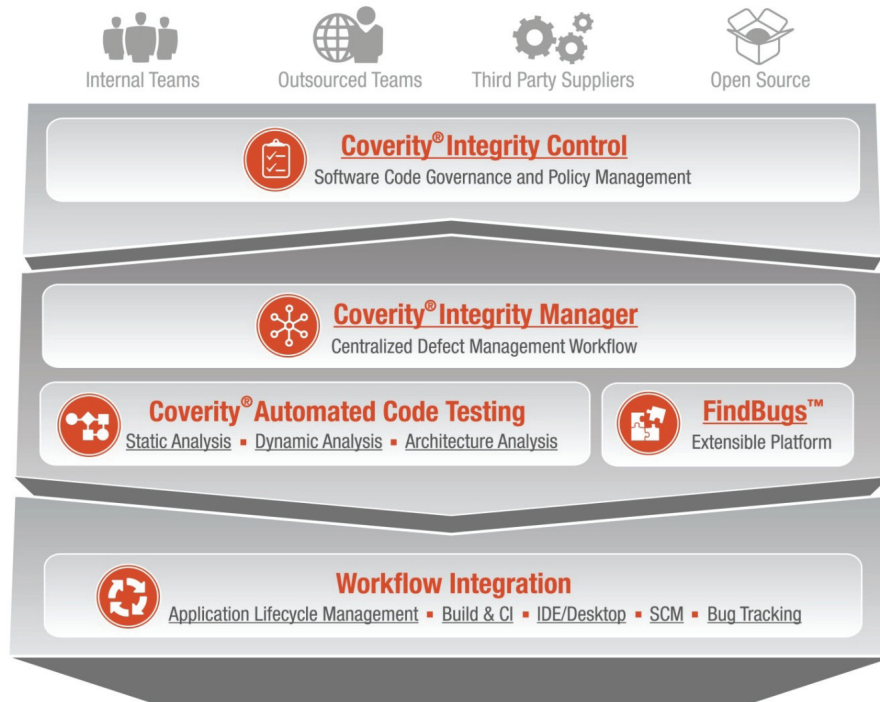 Internal Teams
Outsourced Teams
Third Party Suppliers
Open Source
Coverity® Integrity Control
Software Code Governance and Policy Management
Coverity® Integrity Manager
Centralized Defect Management Workflow
Coverity® Automated Code Testing
Static Analysis ▪ Dynamic Analysis ▪ Architecture Analysis
FindBugs™
Extensible Platform
Workflow Integration
Application Lifecycle Management ▪ Build & CI ▪ IDE/Desktop ▪ SCM ▪ Bug Tracking